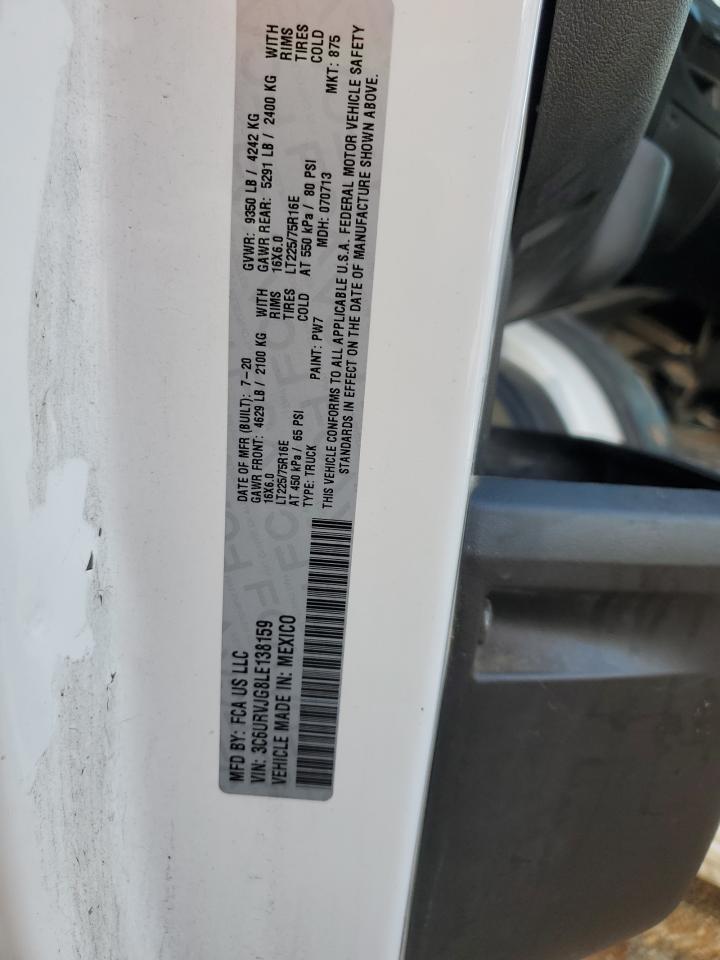 MFD BY: FCA US LLC
VIN: 3C6URVJG8LE138159
VEHICLE MADE IN: MEXICO
DATE OF MFR (BUILT): 7-20
GAWR FRONT: 4629 LB / 2100 KG WITH
16X6.0 RIMS
LT225/75R16E TIRES
AT 450 kPa / 65 PSI COLD
TYPE: TRUCK
GVWR: 9350 LB / 4242 KG
GAWR REAR: 5291 LB / 2400 KG WITH
16X6.0 RIMS
LT225/75R16E TIRES
AT 550 kPa / 80 PSI COLD
PAINT: PW7 MDH: 070713 MKT: 875
THIS VEHICLE CONFORMS TO ALL APPLICABLE U.S.A. FEDERAL MOTOR VEHICLE SAFETY
STANDARDS IN EFFECT ON THE DATE OF MANUFACTURE SHOWN ABOVE.